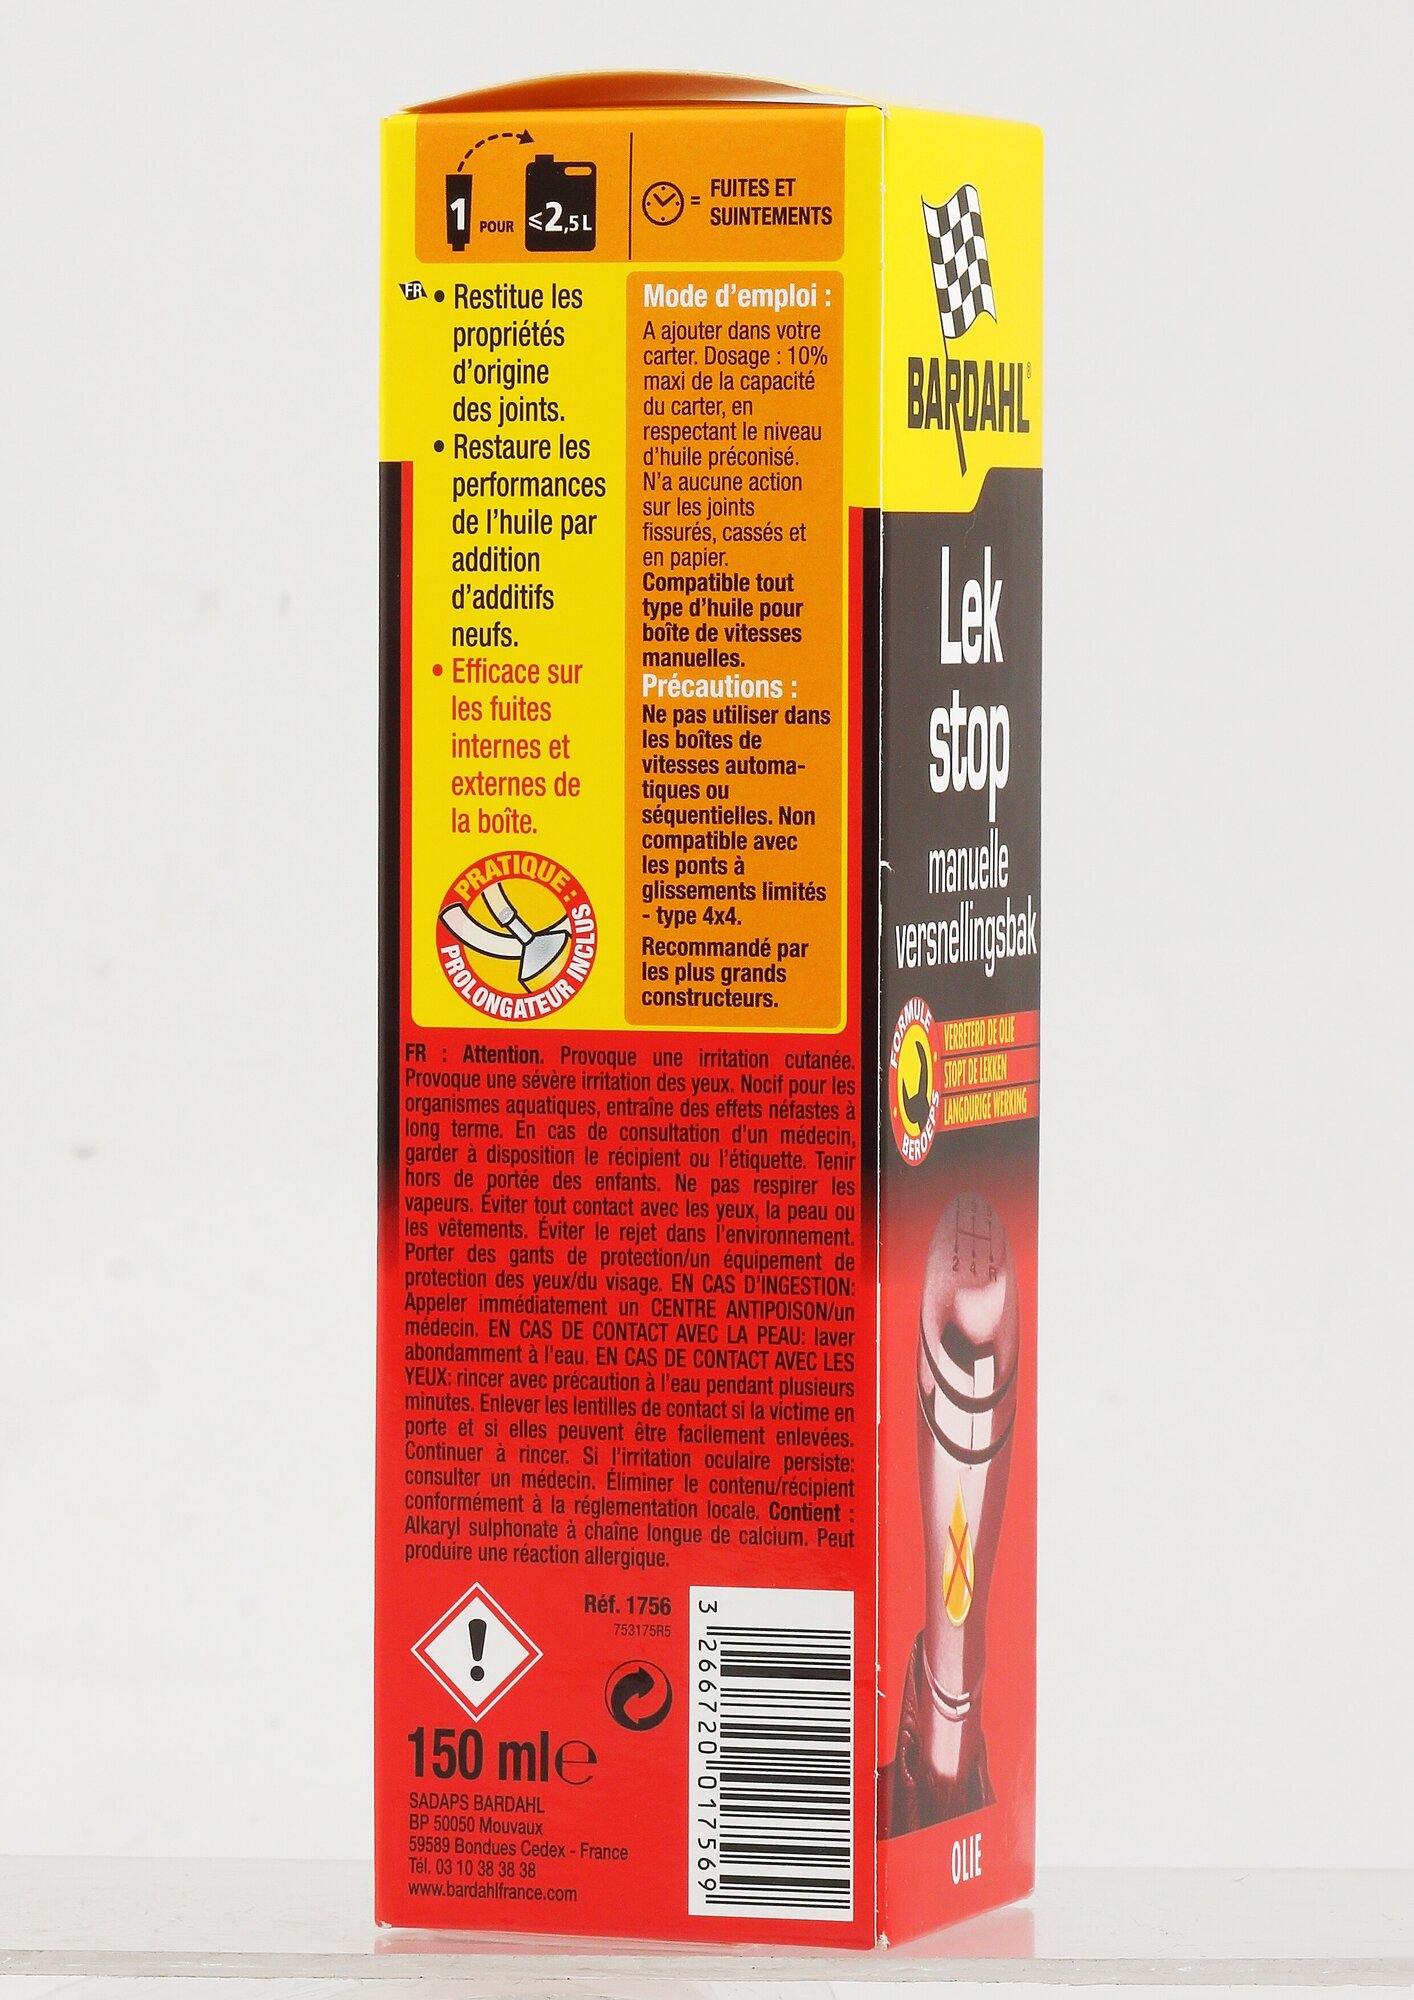 1 POUR ≤2,5L
= FUITES ET
SUINTEMENTS
FR
• Restitue les
propriétés
d'origine
des joints.
• Restaure les
performances
de l'huile par
addition
d'additifs
neufs.
• Efficace sur
les fuites
internes et
externes de
la boîte.
PRATIQUE :
PROLONGATEUR INCLUS
Mode d'emploi :
A ajouter dans votre
carter. Dosage : 10%
maxi de la capacité
du carter, en
respectant le niveau
d'huile préconisé.
N'a aucune action
sur les joints
fissurés, cassés et
en papier.
Compatible tout
type d'huile pour
boîte de vitesses
manuelles.
Précautions :
Ne pas utiliser dans
les boîtes de
vitesses automa-
tiques ou
séquentielles. Non
compatible avec
les ponts à
glissements limités
- type 4x4.
Recommandé par
les plus grands
constructeurs.
FR : Attention. Provoque une irritation cutanée.
Provoque une sévère irritation des yeux. Nocif pour les
organismes aquatiques, entraîne des effets néfastes à
long terme. En cas de consultation d'un médecin,
garder à disposition le récipient ou l'étiquette. Tenir
hors de portée des enfants. Ne pas respirer les
vapeurs. Éviter tout contact avec les yeux, la peau ou
les vêtements. Éviter le rejet dans l'environnement.
Porter des gants de protection/un équipement de
protection des yeux/du visage. EN CAS D'INGESTION:
Appeler immédiatement un CENTRE ANTIPOISON/un
médecin. EN CAS DE CONTACT AVEC LA PEAU: laver
abondamment à l'eau. EN CAS DE CONTACT AVEC LES
YEUX: rincer avec précaution à l'eau pendant plusieurs
minutes. Enlever les lentilles de contact si la victime en
porte et si elles peuvent être facilement enlevées.
Continuer à rincer. Si l'irritation oculaire persiste:
consulter un médecin. Éliminer le contenu/récipient
conformément à la réglementation locale. Contient :
Alkaryl sulphonate à chaîne longue de calcium. Peut
produire une réaction allergique.
Réf. 1756
753175R5
3 266720 017569
150 ml e
SADAPS BARDAHL
BP 50050 Mouvaux
59589 Bondues Cedex - France
Tél. 03 10 38 38 38
www.bardahlfrance.com
BARDAHL®
Lek
stop
manuelle
versnellingsbak
FORMULE
BEROEPS
VERBETERD DE OLIE
STOPT DE LEKKEN
LANGDURIGE WERKING
2 4 R
OLIE